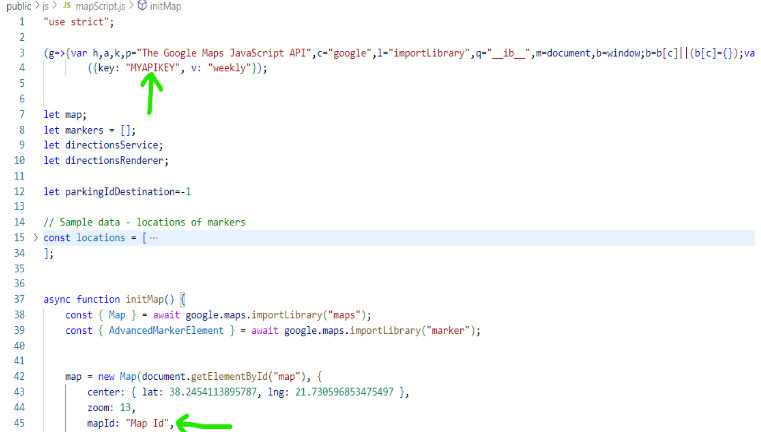 public > js > JS mapScript.js > initMap
1 "use strict";
2
3 (g=>{var h,a,k,p="The Google Maps JavaScript API",c="google",l="importLibrary",q="__ib__",m=document,b=window;b=b[c]||(b[c]={});va
4 ({key: "MYAPIKEY", v: "weekly"});
5
6
7 let map;
8 let markers = [];
9 let directionsService;
10 let directionsRenderer;
11
12 let parkingIdDestination=-1
13
14 // Sample data - locations of markers
15 > const locations = [ ···
34 ];
35
36
37 async function initMap() {
38 const { Map } = await google.maps.importLibrary("maps");
39 const { AdvancedMarkerElement } = await google.maps.importLibrary("marker");
40
41
42 map = new Map(document.getElementById("map"), {
43 center: { lat: 38.2454113895787, lng: 21.730596853475497 },
44 zoom: 13,
45 mapId: "Map Id",